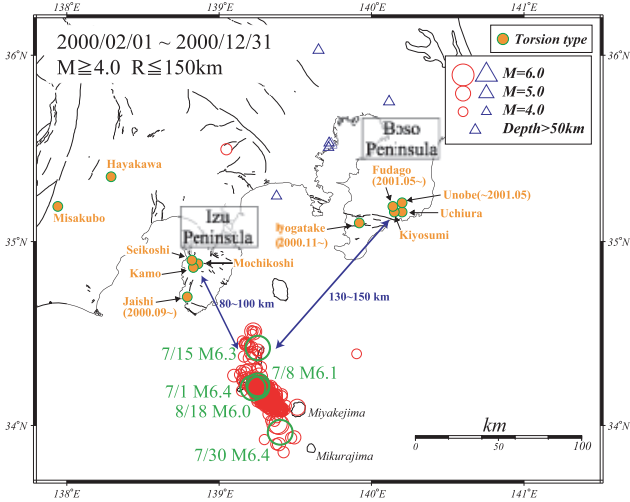 2000/02/01 ~ 2000/12/31
M≧4.0 R≦150km
Torsion type
M=6.0
M=5.0
M=4.0
Depth>50km
36°N
35°N
34°N
Boso
Peninsula
Hayakawa
Misakubo
Fudago
(2001.05~)
Unobe(~2001.05)
Uchiura
Kiyosumi
(2000.11~)
Izu
Peninsula
Seikoshi
Kamo
Mochikoshi
Jaishi
(2000.09~)
80~100 km
130~150 km
7/15 M6.3
7/8 M6.1
7/1 M6.4
8/18 M6.0
7/30 M6.4
Miyakejima
Mikurajima
km
0 50 100
138°E 139°E 140°E 141°E